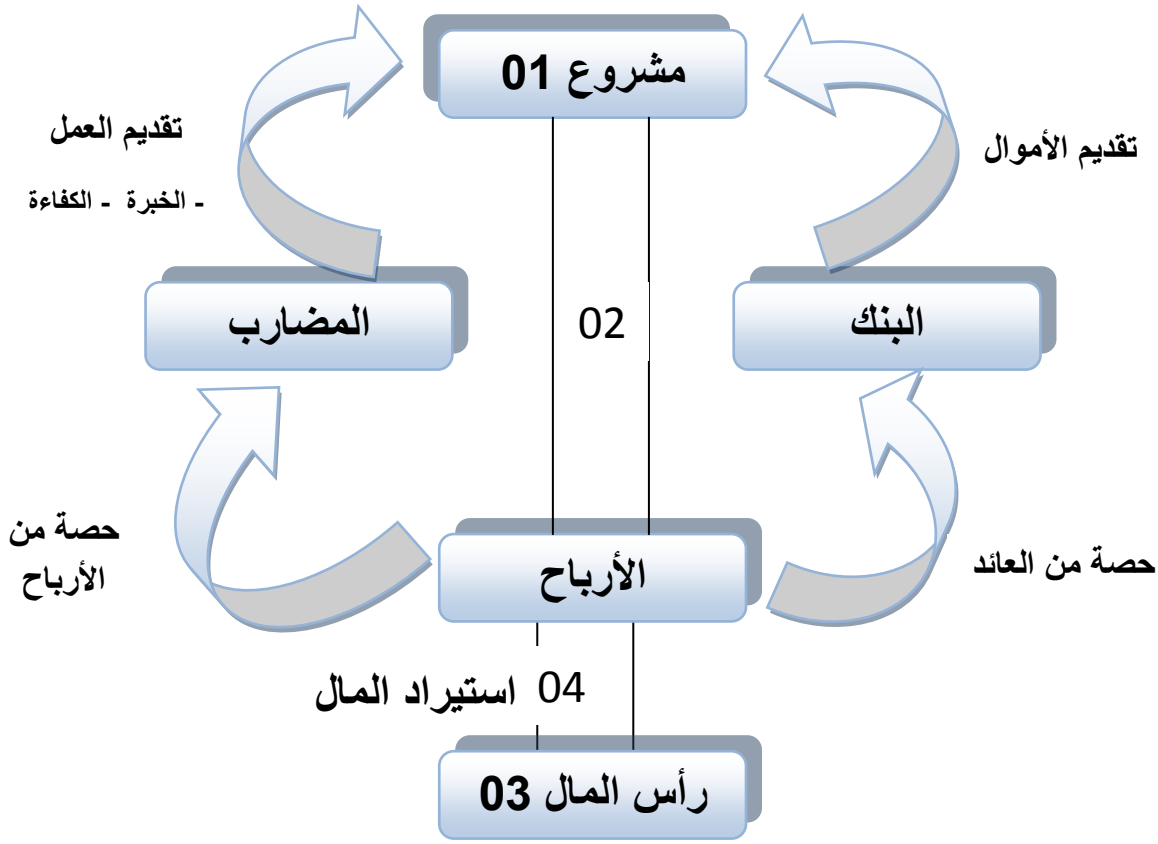 مشروع 01
تقديم الأموال
تقديم العمل
- الخبرة - الكفاءة
البنك
02
المضارب
حصة من العائد
الأرباح
حصة من
الأرباح
04 استيراد المال
رأس المال 03